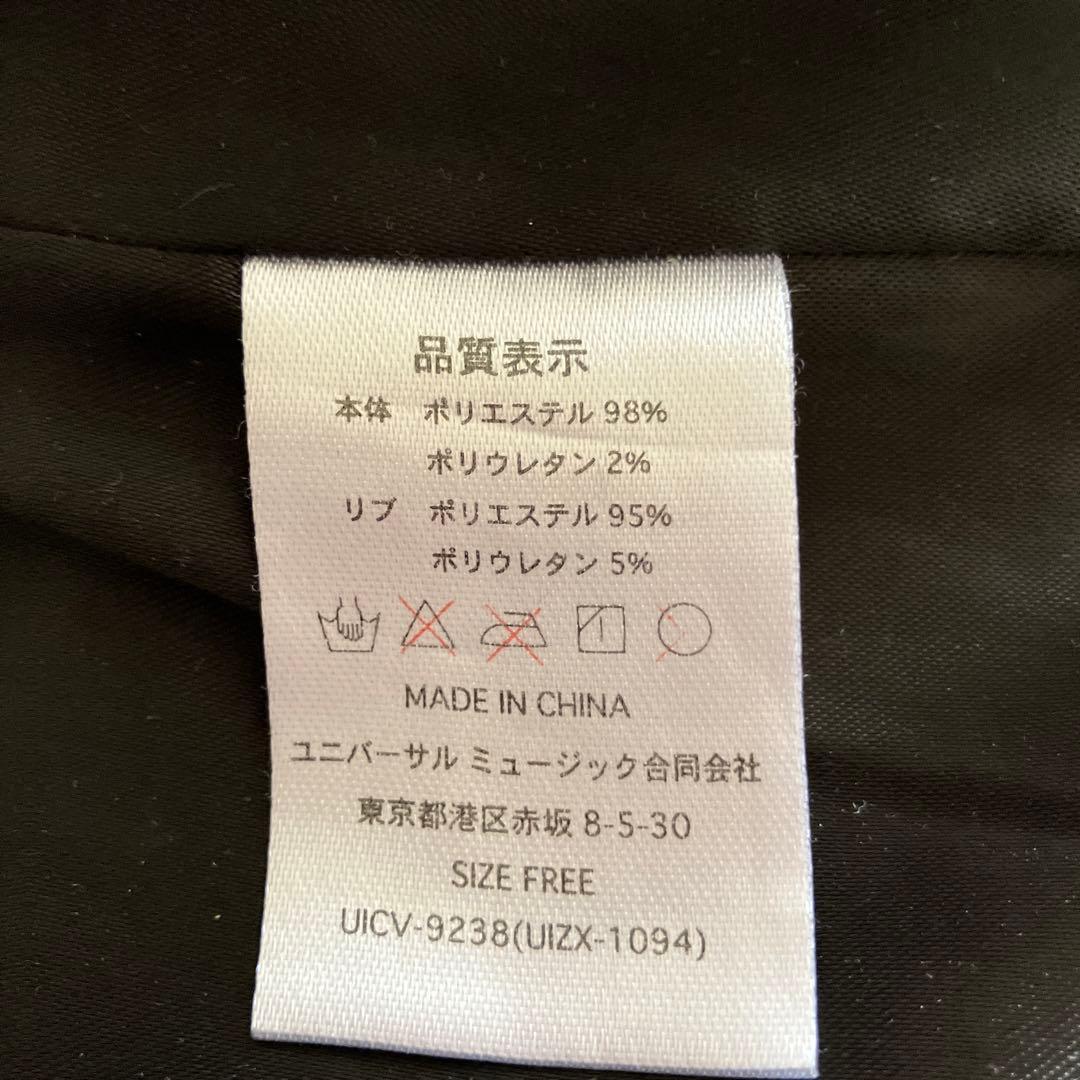 品質表示
本体 ポリエステル 98%
ポリウレタン 2%
リブ ポリエステル 95%
ポリウレタン 5%
MADE IN CHINA
ユニバーサル ミュージック合同会社
東京都港区赤坂 8-5-30
SIZE FREE
UICV-9238(UIZX-1094)